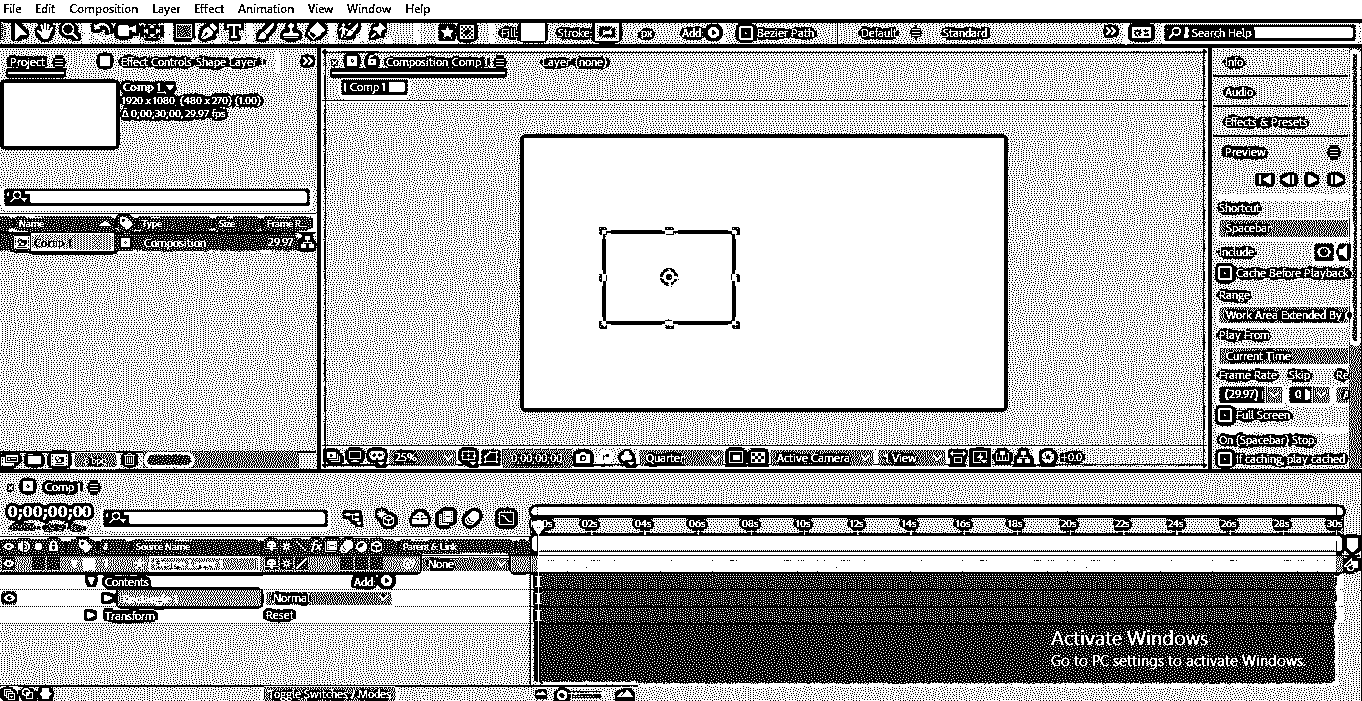 File Edit Composition Layer Effect Animation View Window Help
Fill: Stroke: px Add: Bezier Path Default Standard Search Help
Project Effect Controls Shape Layer
Composition Comp 1 Layer (none)
Comp 1
Comp 1
1920 x 1080 (480 x 270) (1.00)
Δ 0;00;30;00, 29.97 fps
Name Type Size Frame
Comp 1 Composition 29.97
Info
Audio
Effects & Presets
Preview
Shortcut
Spacebar
Include:
Cache Before Playback
Range
Work Area Extended By
Play From
Current Time
Frame Rate Skip
(29.97) 0
Full Screen
On (Spacebar) Stop:
If caching, play cached
25% 0;00;00;00 Quarter Active Camera 1 View +0.0
Comp 1
0;00;00;00
02s 04s 06s 08s 10s 12s 14s 16s 18s 20s 22s 24s 26s 28s 30s
# Source Name Parent & Link
None
Contents Add:
Normal
Transform Reset
Toggle Switches / Modes
Activate Windows
Go to PC settings to activate Windows.